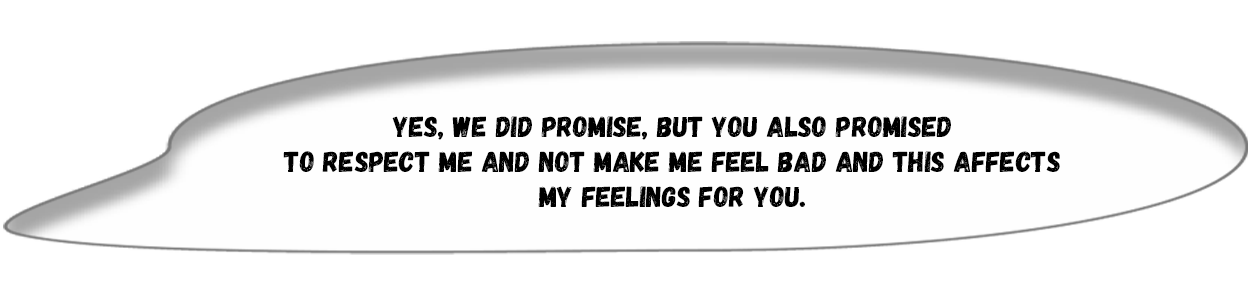 YES, WE DID PROMISE, BUT YOU ALSO PROMISED
TO RESPECT ME AND NOT MAKE ME FEEL BAD AND THIS AFFECTS
MY FEELINGS FOR YOU.